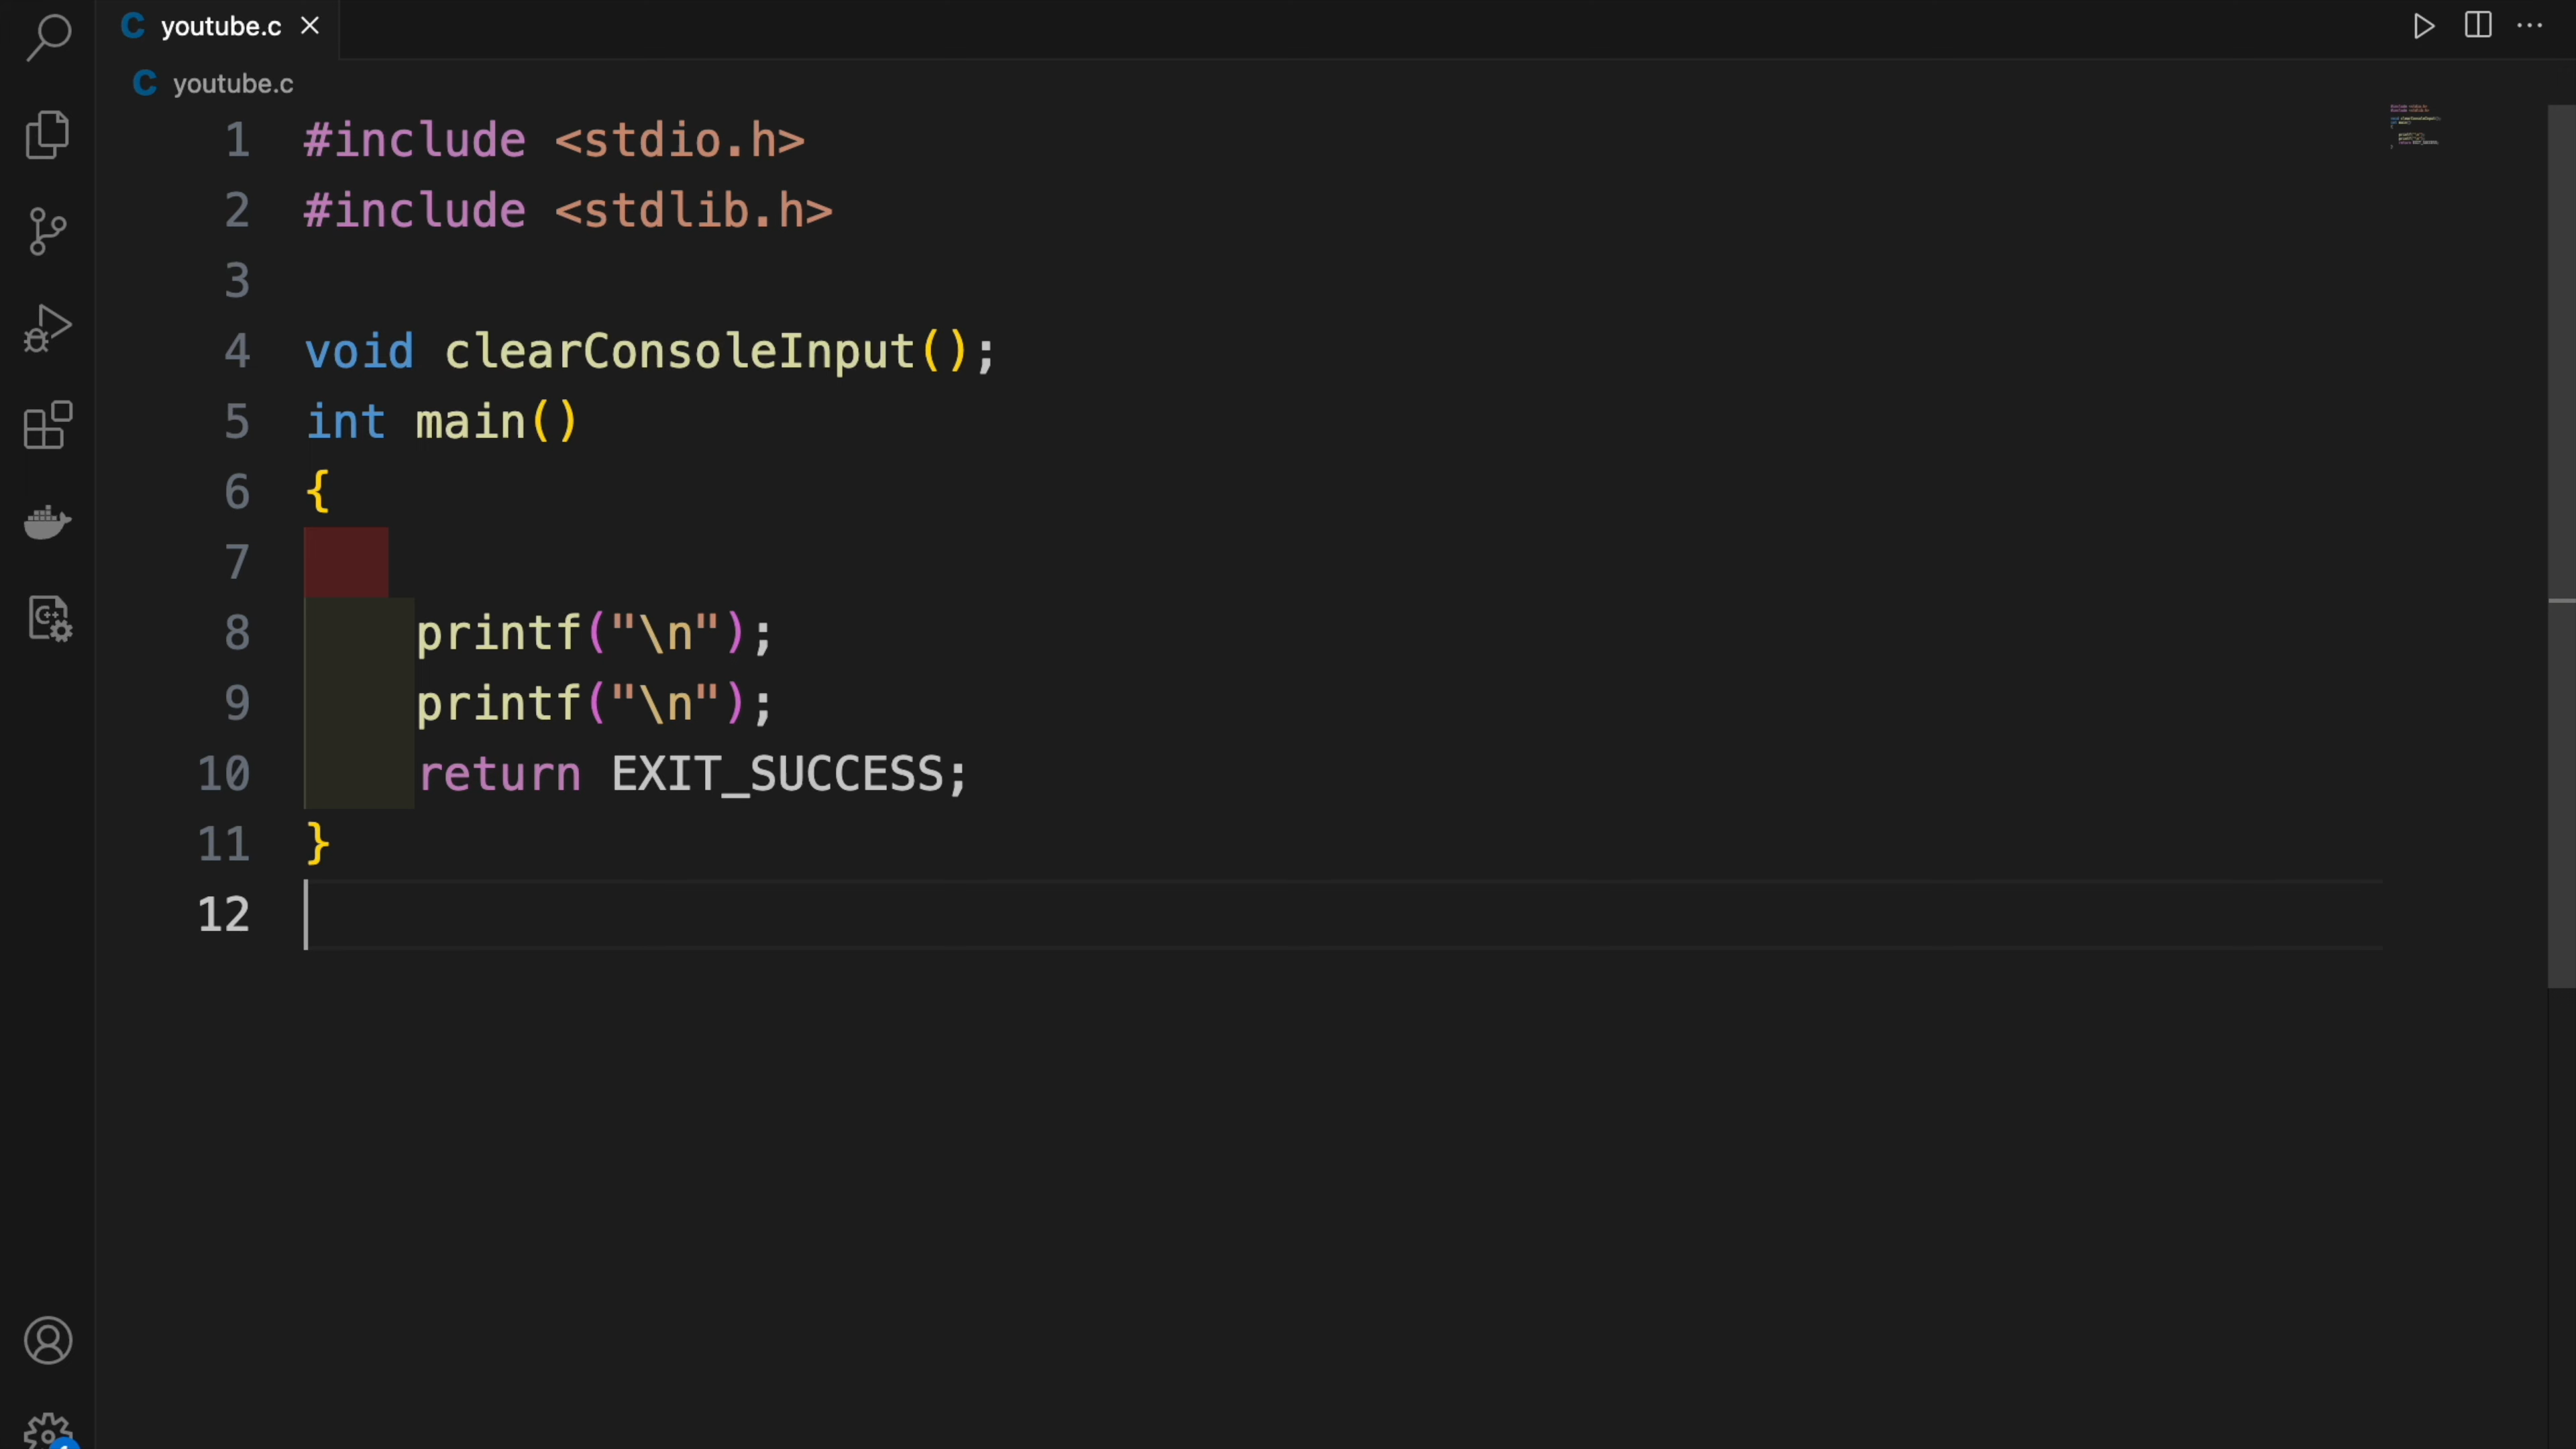 C youtube.c
C youtube.c
1 #include <stdio.h>
2 #include <stdlib.h>
3
4 void clearConsoleInput();
5 int main()
6 {
7
8     printf("\n");
9     printf("\n");
10     return EXIT_SUCCESS;
11 }
12